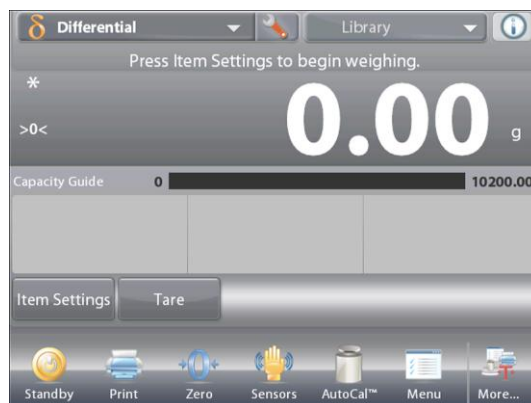 δ Differential Library
Press Item Settings to begin weighing.
*
>0< 0.00 g
Capacity Guide 0 10200.00
Item Settings Tare
Standby Print Zero Sensors AutoCal™ Menu More...